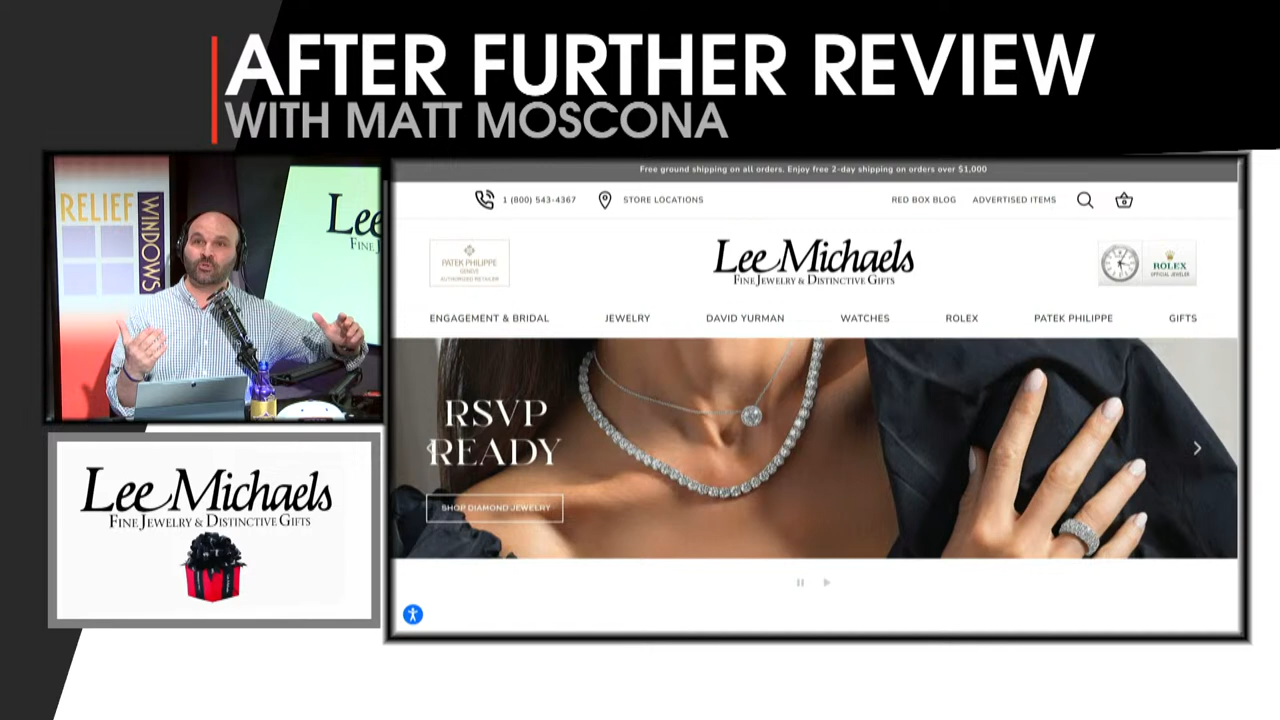 AFTER FURTHER REVIEW
WITH MATT MOSCONA
RELIEF
WINDOWS
Lee
FINE
Free ground shipping on all orders. Enjoy free 2-day shipping on orders over $1,000
1 (800) 543-4367
STORE LOCATIONS
RED BOX BLOG
ADVERTISED ITEMS
PATEK PHILIPPE
GENEVE
AUTHORIZED RETAILER
Lee Michaels
FINE JEWELRY & DISTINCTIVE GIFTS
ROLEX
OFFICIAL JEWELER
ENGAGEMENT & BRIDAL
JEWELRY
DAVID YURMAN
WATCHES
ROLEX
PATEK PHILIPPE
GIFTS
RSVP
READY
SHOP DIAMOND JEWELRY
Lee Michaels
FINE JEWELRY & DISTINCTIVE GIFTS